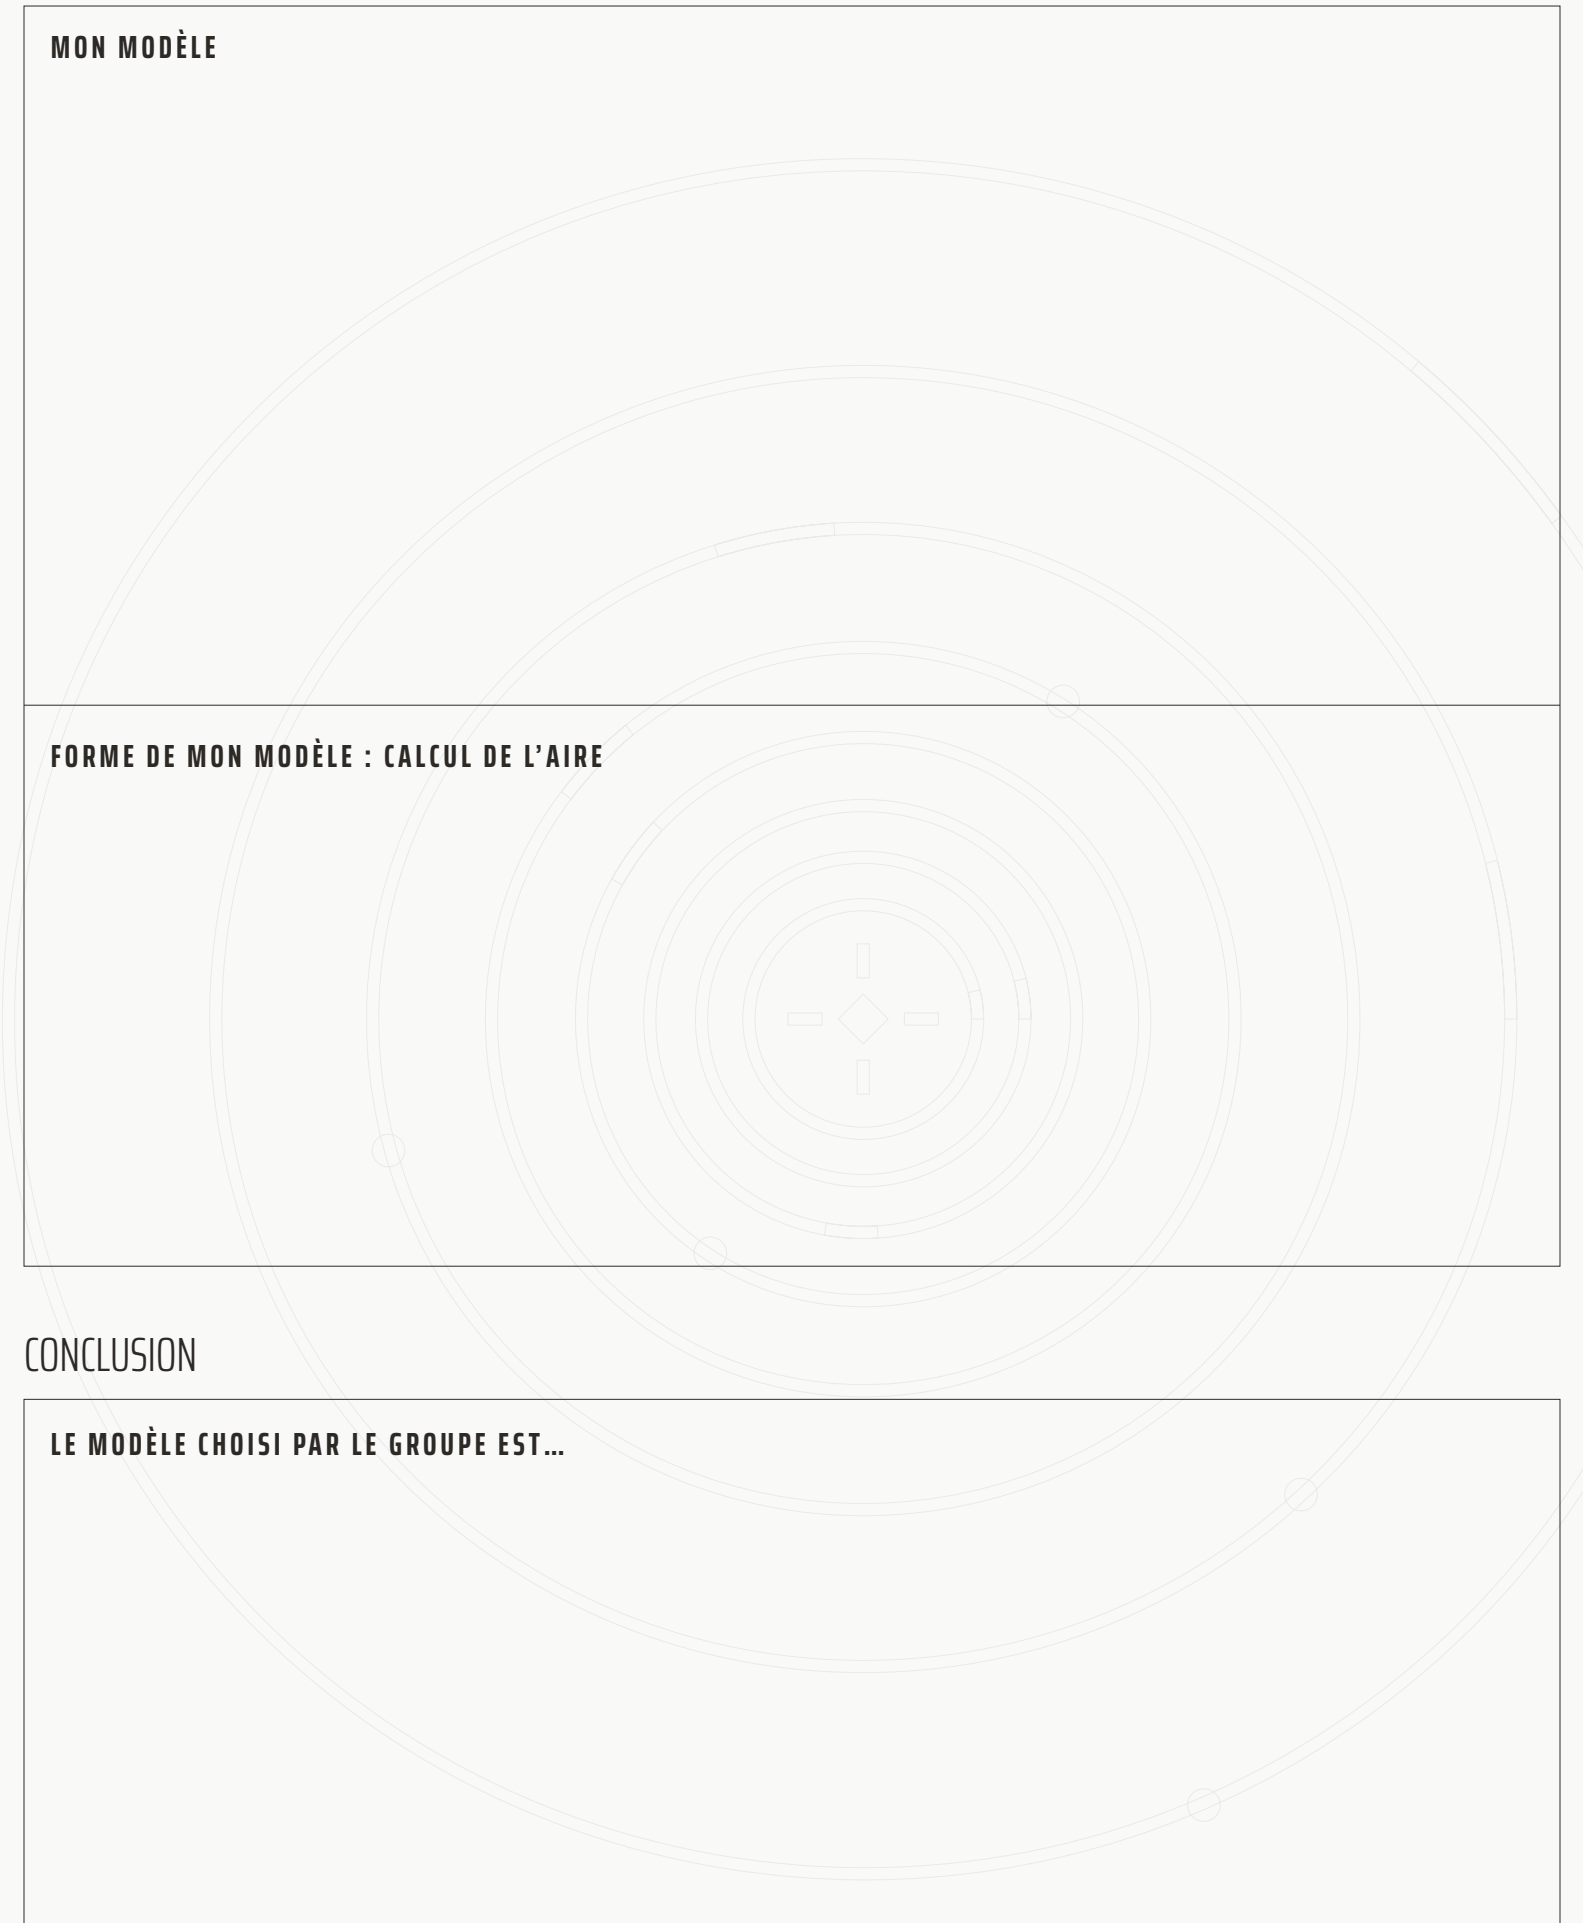 MON MODÈLE
FORME DE MON MODÈLE : CALCUL DE L’AIRE
CONCLUSION
LE MODÈLE CHOISI PAR LE GROUPE EST…